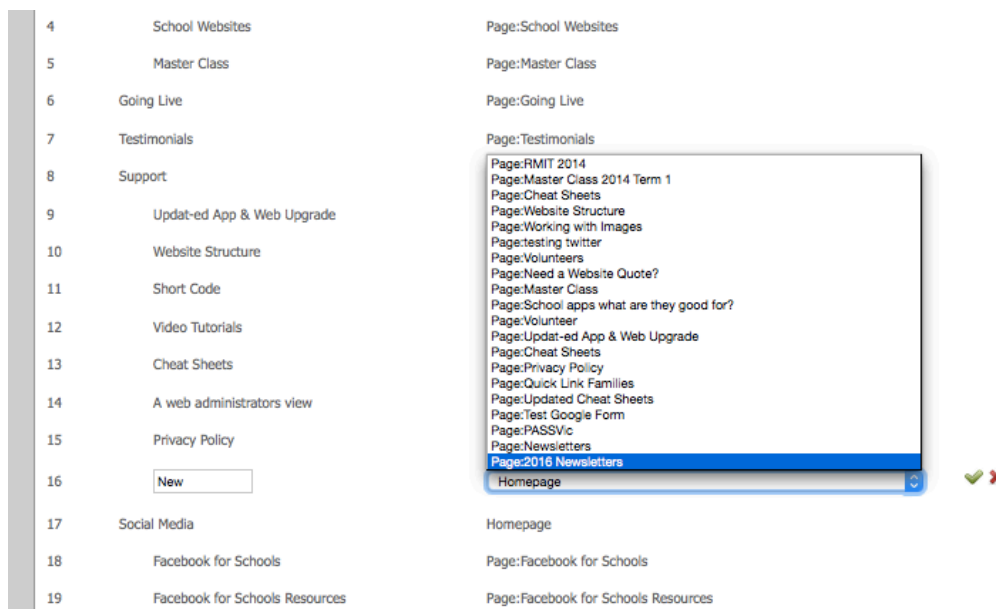 4 School Websites Page:School Websites
5 Master Class Page:Master Class
6 Going Live Page:Going Live
7 Testimonials Page:Testimonials
8 Support
9 Updat-ed App & Web Upgrade
10 Website Structure
11 Short Code
12 Video Tutorials
13 Cheat Sheets
14 A web administrators view
15 Privacy Policy
Page:RMIT 2014
Page:Master Class 2014 Term 1
Page:Cheat Sheets
Page:Website Structure
Page:Working with Images
Page:testing twitter
Page:Volunteers
Page:Need a Website Quote?
Page:Master Class
Page:School apps what are they good for?
Page:Volunteer
Page:Updat-ed App & Web Upgrade
Page:Cheat Sheets
Page:Privacy Policy
Page:Quick Link Families
Page:Updated Cheat Sheets
Page:Test Google Form
Page:PASSVic
Page:Newsletters
Page:2016 Newsletters
16 New Homepage
17 Social Media Homepage
18 Facebook for Schools Page:Facebook for Schools
19 Facebook for Schools Resources Page:Facebook for Schools Resources